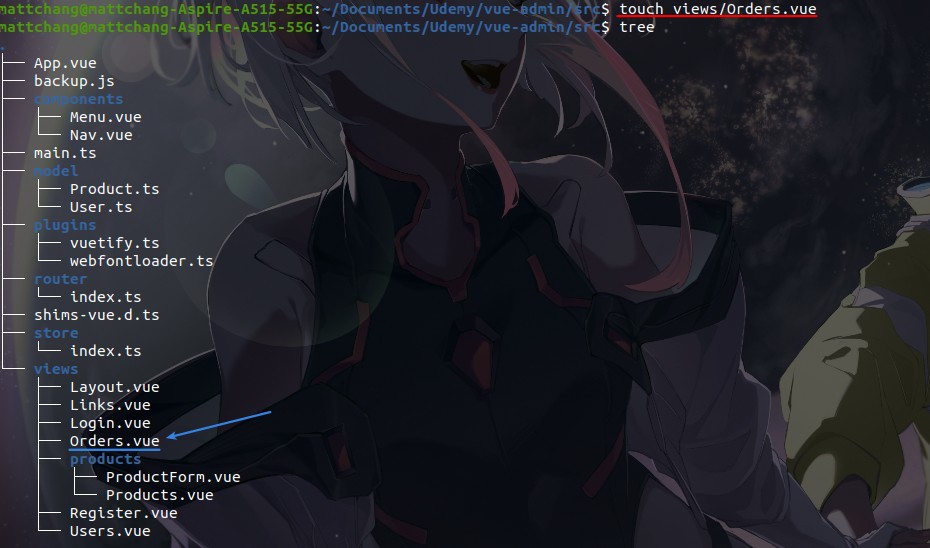 mattchang@mattchang-Aspire-A515-55G:~/Documents/Udemy/vue-admin/src$ touch views/Orders.vue
mattchang@mattchang-Aspire-A515-55G:~/Documents/Udemy/vue-admin/src$ tree
.
├── App.vue
├── backup.js
├── components
│   ├── Menu.vue
│   └── Nav.vue
├── main.ts
├── model
│   ├── Product.ts
│   └── User.ts
├── plugins
│   ├── vuetify.ts
│   └── webfontloader.ts
├── router
│   └── index.ts
├── shims-vue.d.ts
├── store
│   └── index.ts
└── views
    ├── Layout.vue
    ├── Links.vue
    ├── Login.vue
    ├── Orders.vue
    ├── products
    │   ├── ProductForm.vue
    │   └── Products.vue
    ├── Register.vue
    └── Users.vue